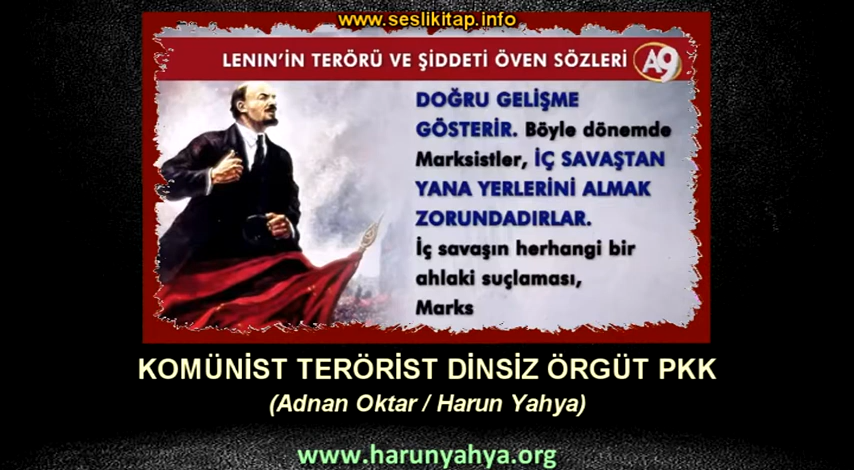 www.seslikitap.info
LENIN'İN TERÖRÜ VE ŞİDDETİ ÖVEN SÖZLERİ
A9
DOĞRU GELİŞME
GÖSTERİR. Böyle dönemde
Marksistler, İÇ SAVAŞTAN
YANA YERLERİNİ ALMAK
ZORUNDADIRLAR.
İç savaşın herhangi bir
ahlaki suçlaması,
Marks
KOMÜNİST TERÖRİST DİNSİZ ÖRGÜT PKK
(Adnan Oktar / Harun Yahya)
www.harunyahya.org